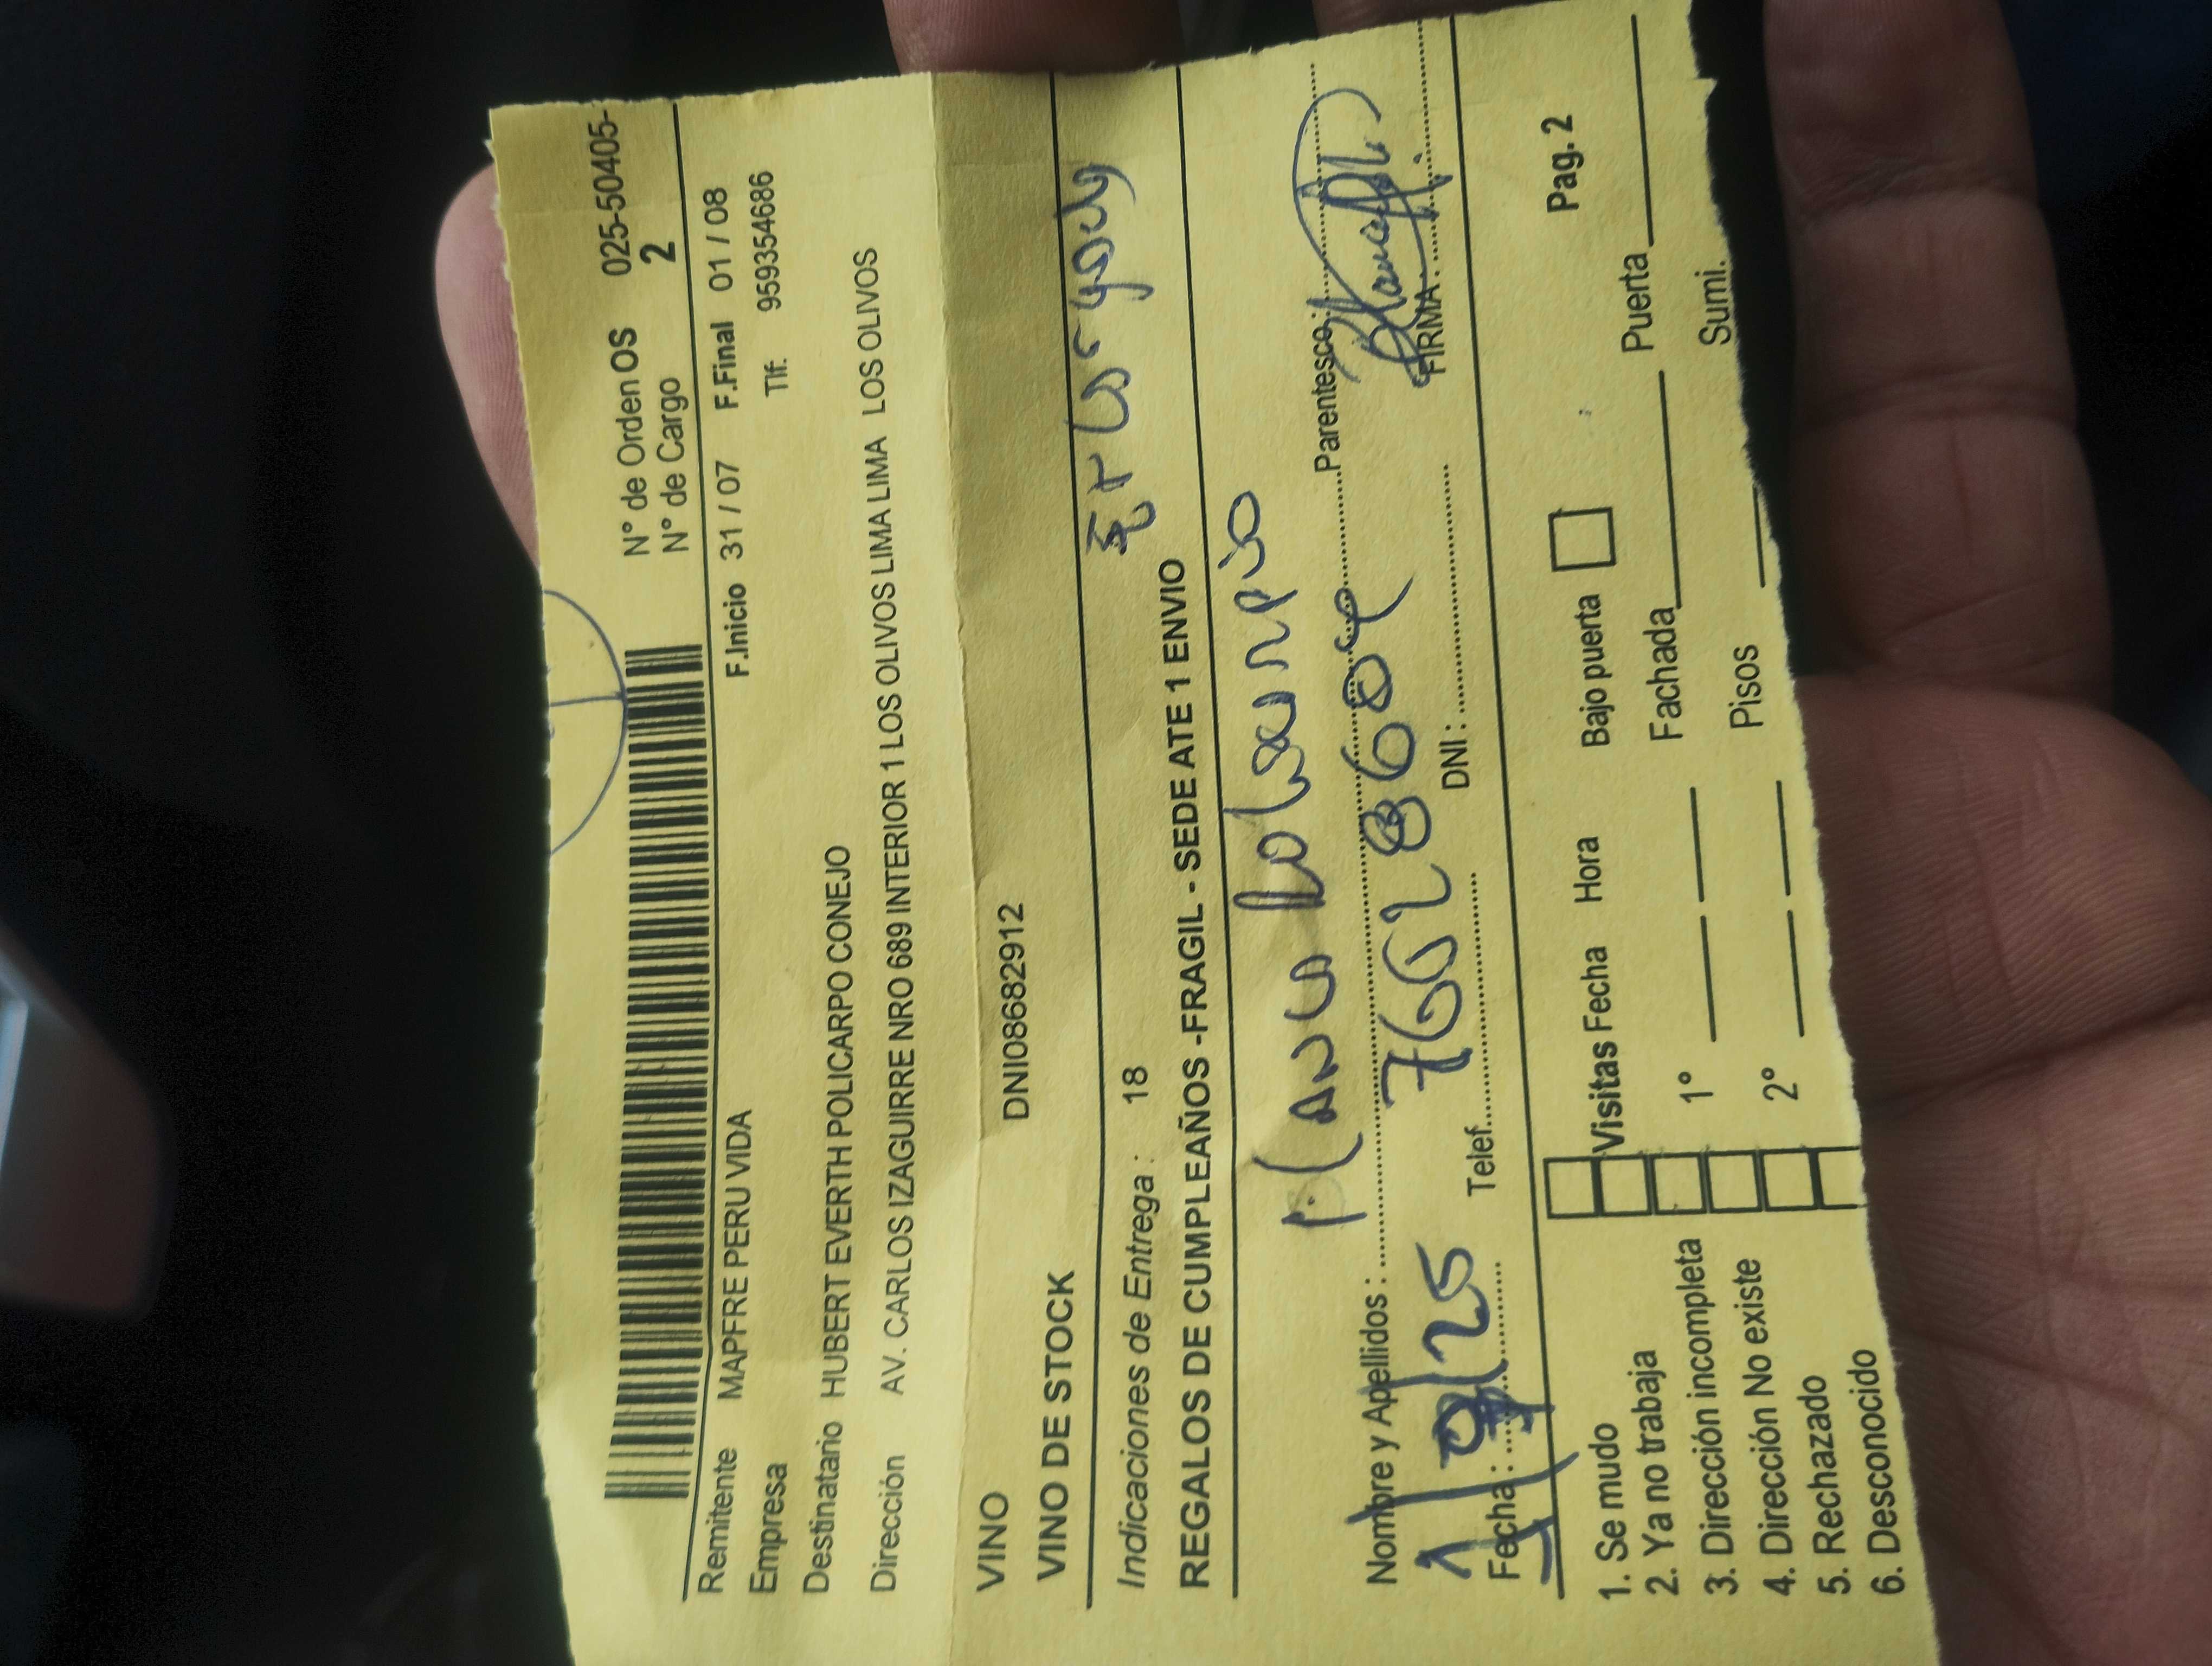 N° de Orden OS 025-50405-
N° de Cargo 2
Remitente MAPFRE PERU VIDA F.Inicio 31 / 07 F.Final 01 / 08
Empresa Tlf. 959354686
Destinatario HUBERT EVERTH POLICARPO CONEJO
Dirección AV. CARLOS IZAGUIRRE NRO 689 INTERIOR 1 LOS OLIVOS LIMA LIMA LOS OLIVOS
VINO DNI08682912
VINO DE STOCK
Indicaciones de Entrega : 18
REGALOS DE CUMPLEAÑOS -FRAGIL - SEDE ATE 1 ENVIO
Nombre y Apellidos : Parentesco :
Fecha : Telef. DNI : FIRMA :
1. Se mudo Visitas Fecha Hora Bajo puerta Pag. 2
2. Ya no trabaja
3. Dirección incompleta 1° Fachada Puerta
4. Dirección No existe
5. Rechazado 2° Pisos Sumi.
6. Desconocido